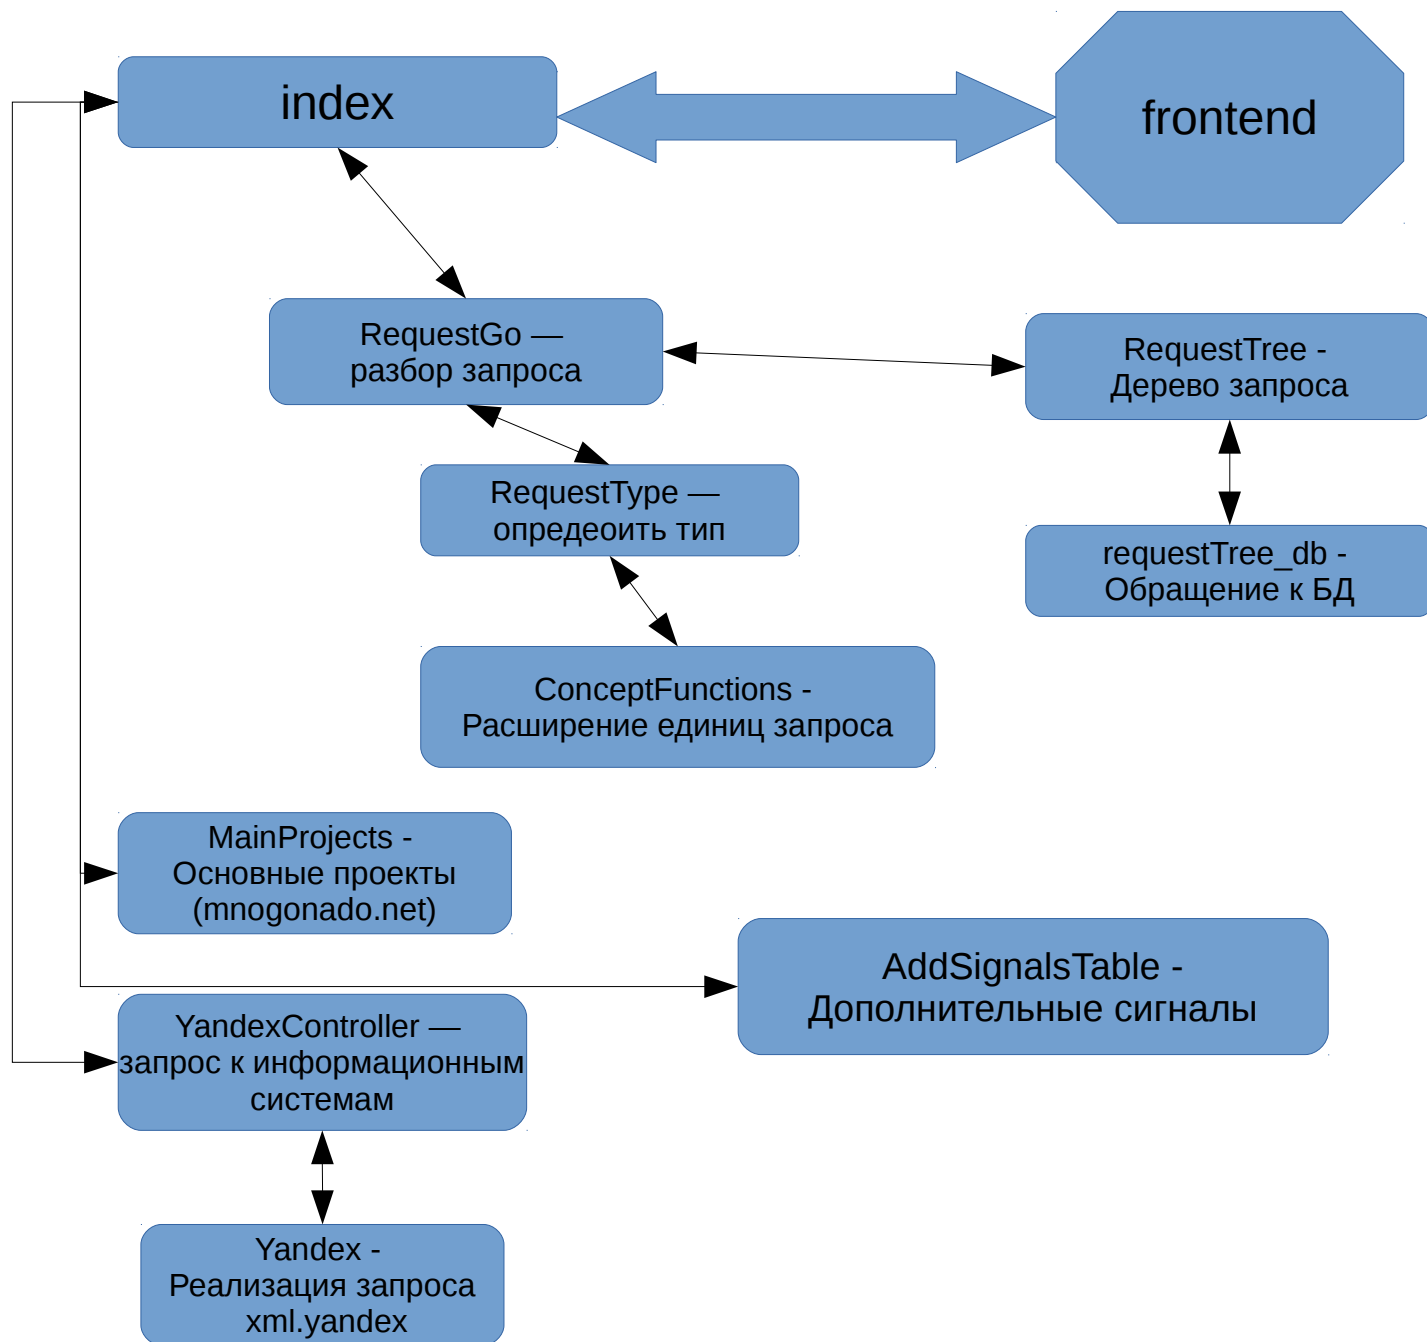 index
frontend
RequestGo —
разбор запроса
RequestTree -
Дерево запроса
RequestType —
опредеоить тип
requestTree_db -
Обращение к БД
ConceptFunctions -
Расширение единиц запроса
MainProjects -
Основные проекты
(mnogonado.net)
AddSignalsTable -
Дополнительные сигналы
YandexController —
запрос к информационным
системам
Yandex -
Реализация запроса
xml.yandex